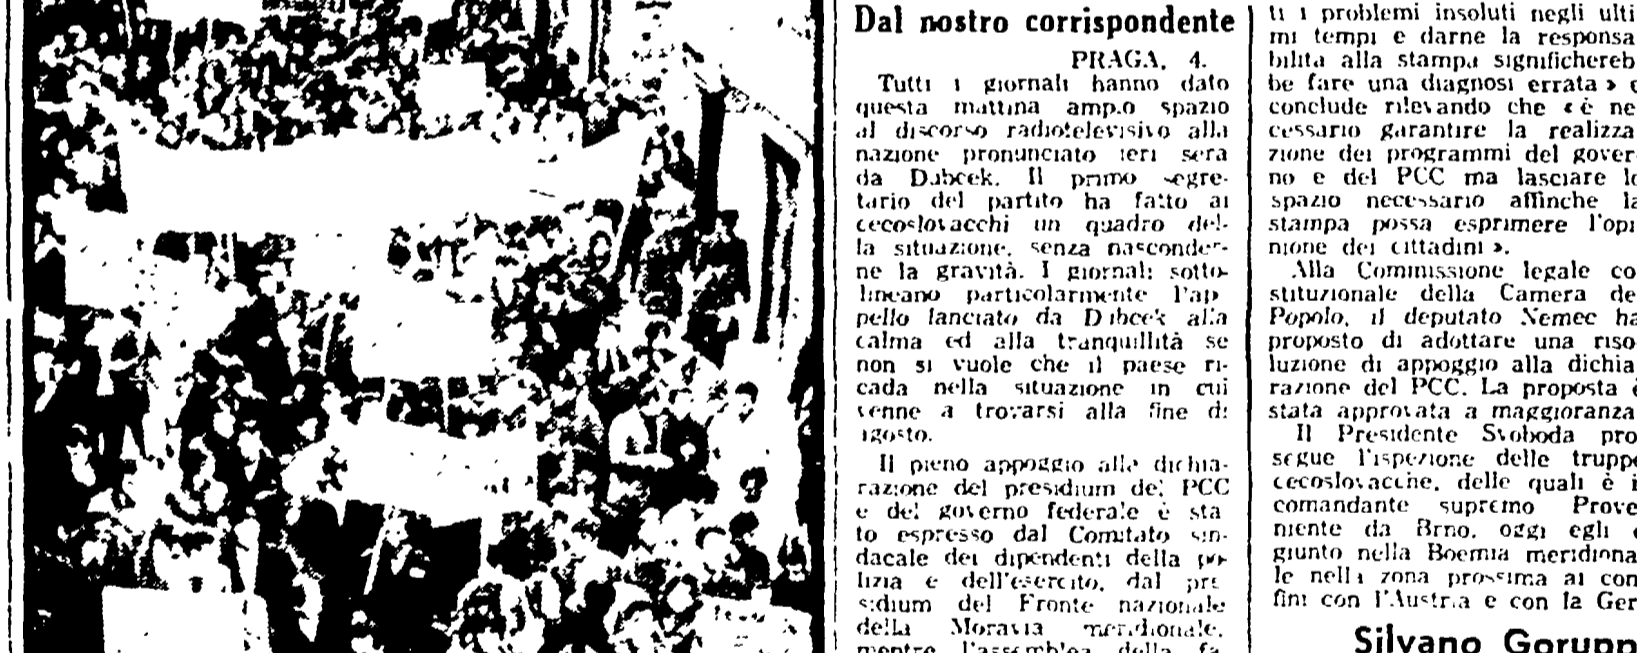 Dal nostro corrispondente
PRAGA, 4.
Tutti i giornali hanno dato
questa mattina ampio spazio
al discorso radiotelevisivo alla
nazione pronunciato ieri sera
da Dubcek. Il primo segre-
tario del partito ha fatto ai
cecoslovacchi un quadro del-
la situazione, senza nasconder-
ne la gravità. I giornali sotto-
lineano particolarmente l'ap
pello lanciato da Dubcek alla
calma ed alla tranquillità se
non si vuole che il paese ri-
cada nella situazione in cui
venne a trovarsi alla fine di
agosto.
Il pieno appoggio alle dichia-
razione del presidium del PCC
e del governo federale è sta
to espresso dal Comitato sin-
dacale dei dipendenti della po-
lizia e dell'esercito, dal pre
sidium del Fronte nazionale
della Moravia meridionale,
mentre l'assemblea della fa-
ti i problemi insoluti negli ulti
mi tempi e darne la responsa
bilità alla stampa significhereb
be fare una diagnosi errata » e
conclude rilevando che « è ne
cessario garantire la realizza
zione dei programmi del gover-
no e del PCC ma lasciare lo
spazio necessario affinche la
stampa possa esprimere l'opi
nione dei cittadini ».
Alla Commissione legale co
stituzionale della Camera de
Popolo, il deputato Nemec ha
proposto di adottare una riso
luzione di appoggio alla dichia
razione del PCC. La proposta è
stata approvata a maggioranza
Il Presidente Svoboda pro
segue l'ispezione delle truppe
cecoslovacche, delle quali è i
comandante supremo Prove
niente da Brno, oggi egli è
giunto nella Boemia meridiona
le nella zona prossima ai con
fini con l'Austria e con la Ger
Silvano Gorupp